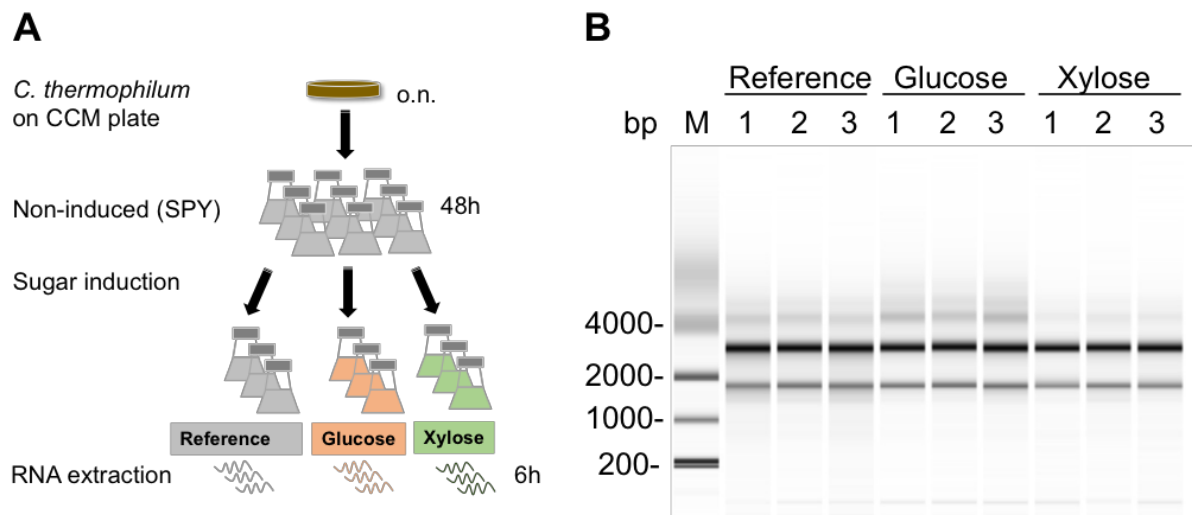 A
C. thermophilum
on CCM plate
o.n.
Non-induced (SPY)
48h
Sugar induction
Reference
Glucose
Xylose
RNA extraction
6h
B
Reference Glucose Xylose
bp M 1 2 3 1 2 3 1 2 3
4000-
2000-
1000-
200-